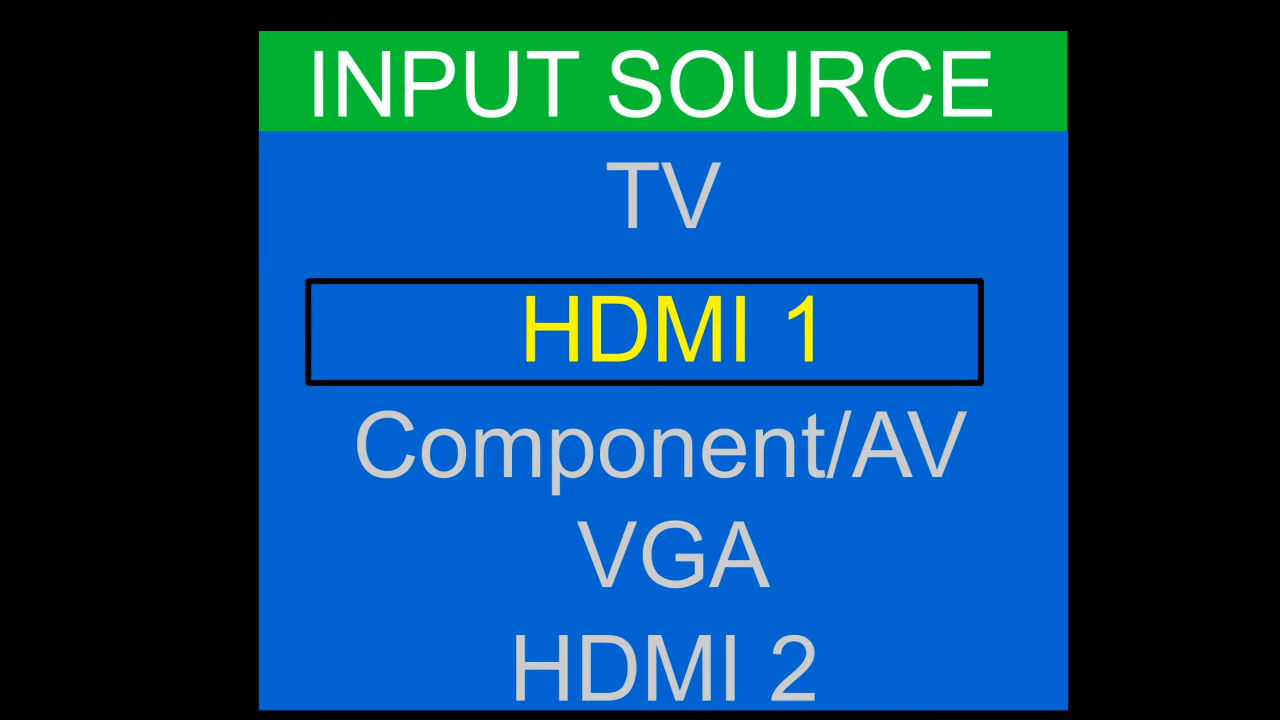 INPUT SOURCE
TV
HDMI 1
Component/AV
VGA
HDMI 2